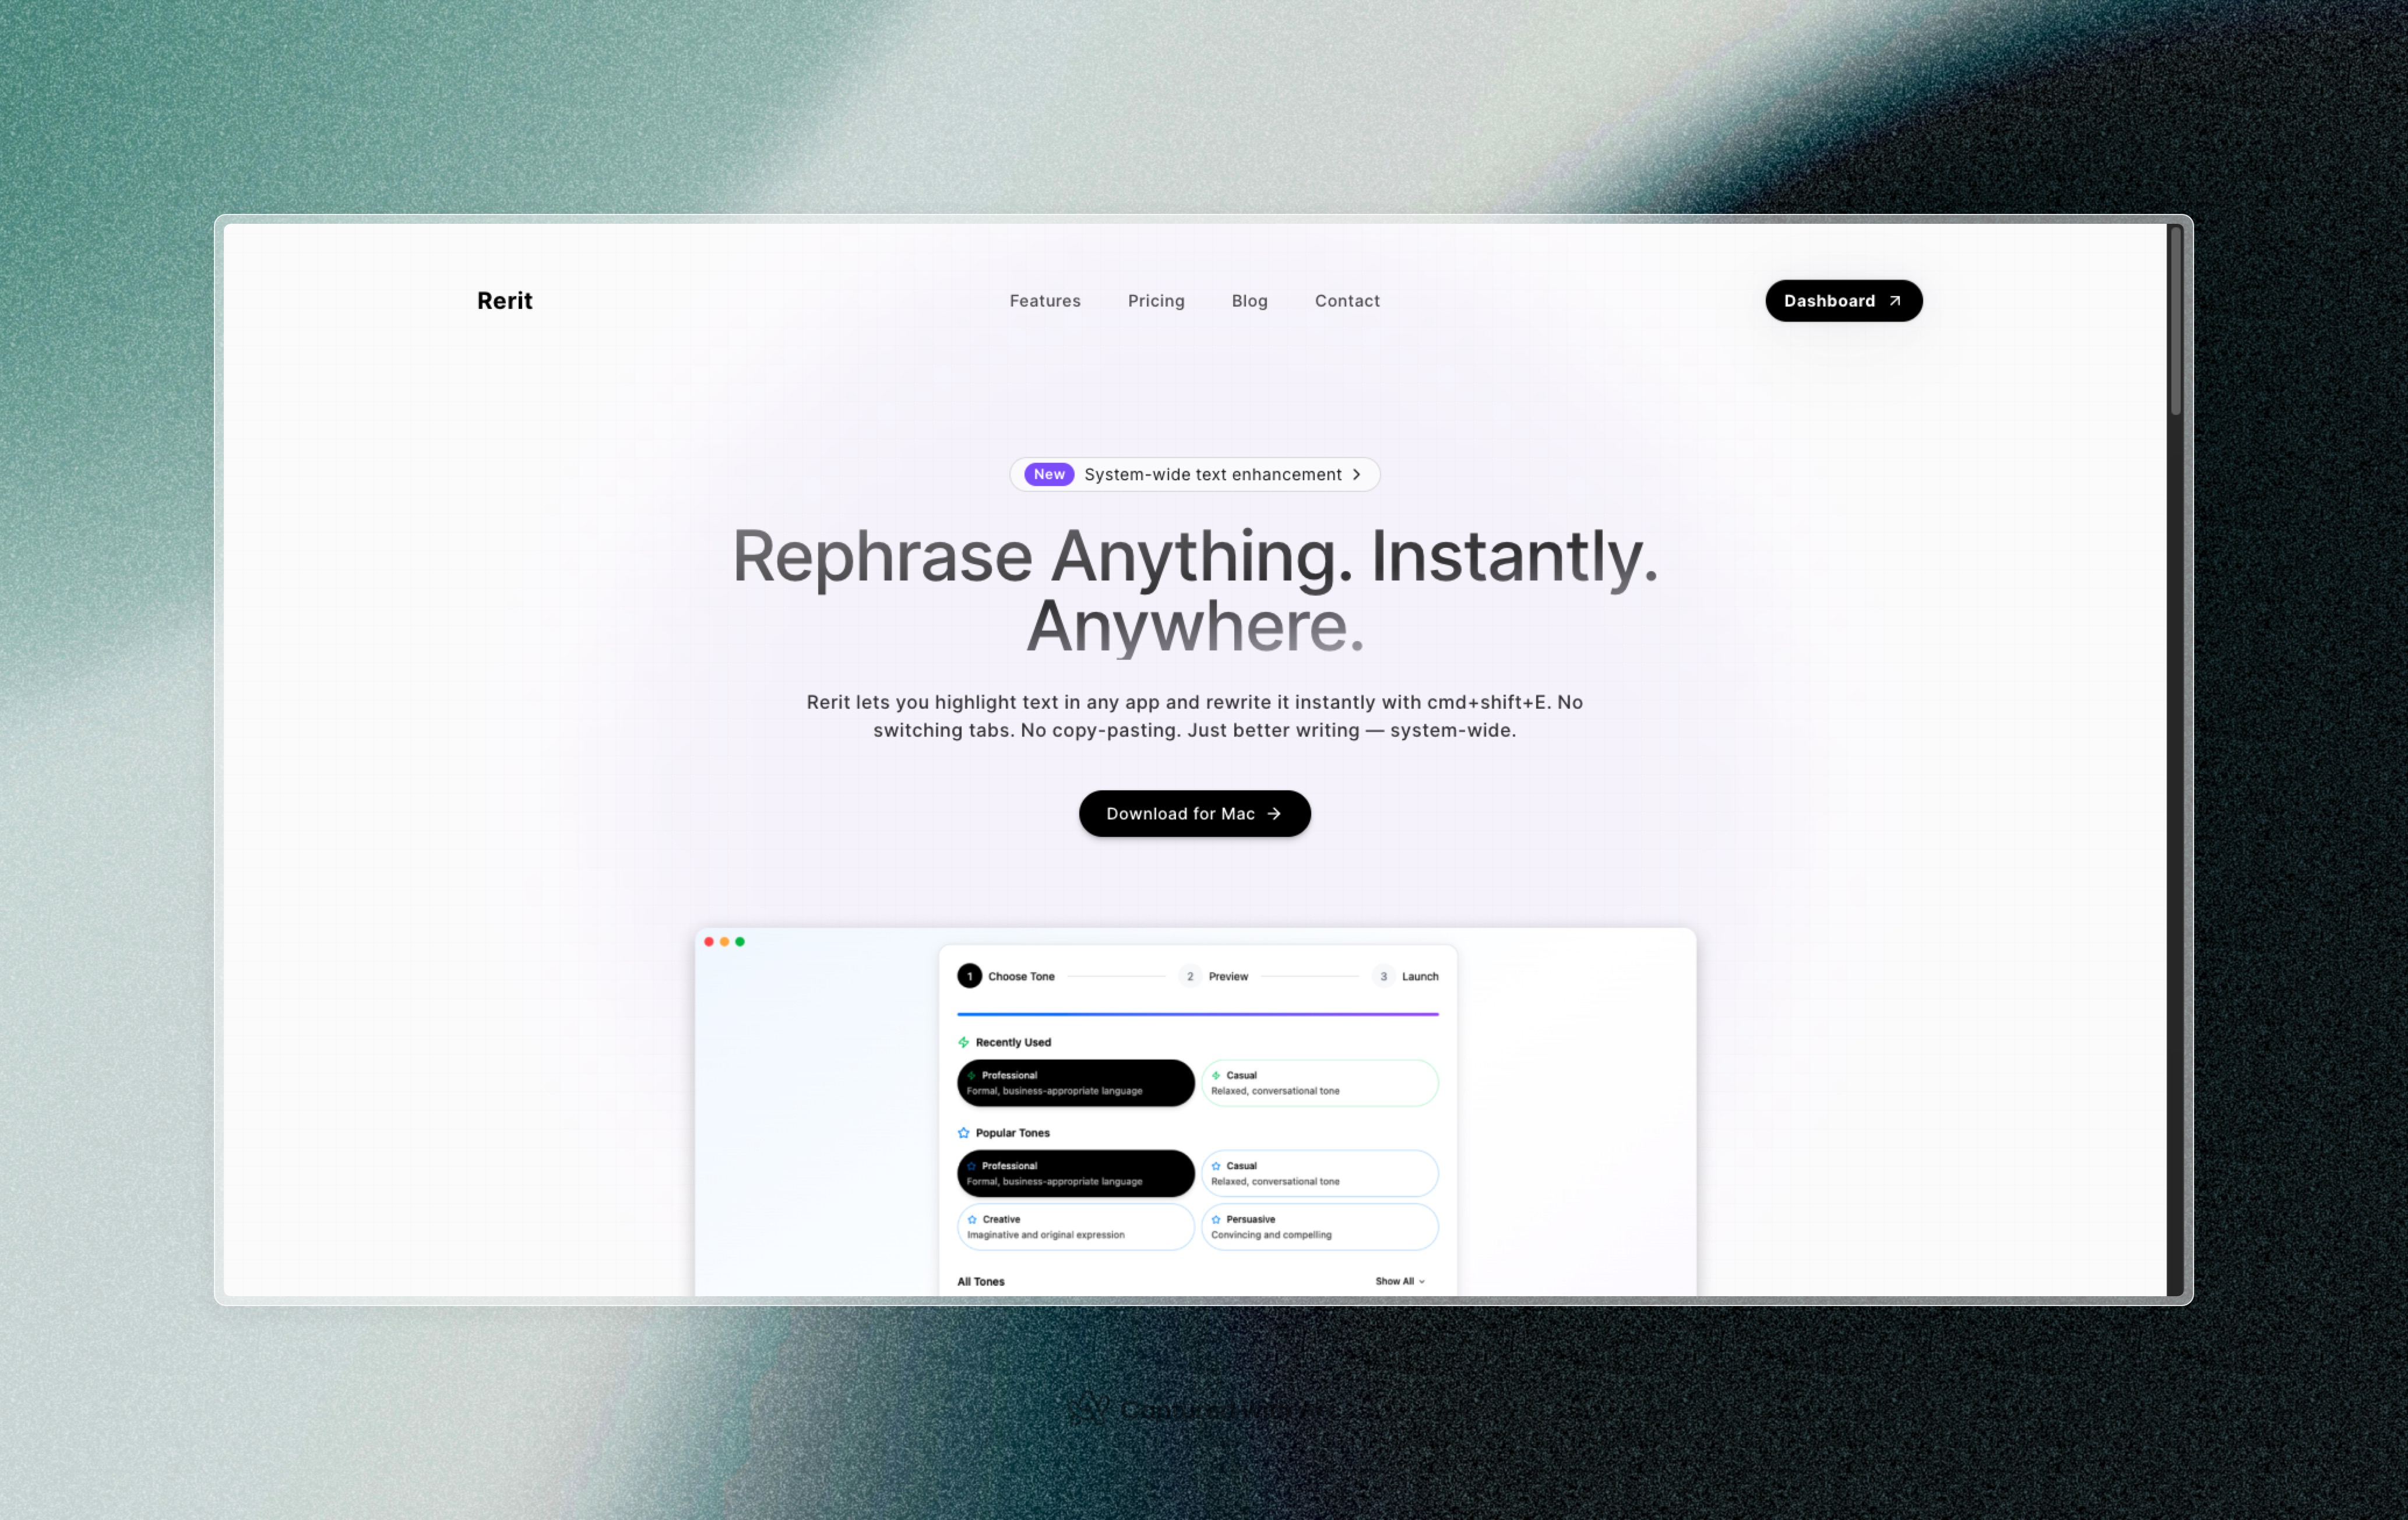 Rerit
Features
Pricing
Blog
Contact
Dashboard
New System-wide text enhancement
Rephrase Anything. Instantly.
Anywhere.
Rerit lets you highlight text in any app and rewrite it instantly with cmd+shift+E. No
switching tabs. No copy-pasting. Just better writing — system-wide.
Download for Mac
1 Choose Tone
2 Preview
3 Launch
Recently Used
Professional
Formal, business-appropriate language
Casual
Relaxed, conversational tone
Popular Tones
Professional
Formal, business-appropriate language
Casual
Relaxed, conversational tone
Creative
Imaginative and original expression
Persuasive
Convincing and compelling
All Tones
Show All